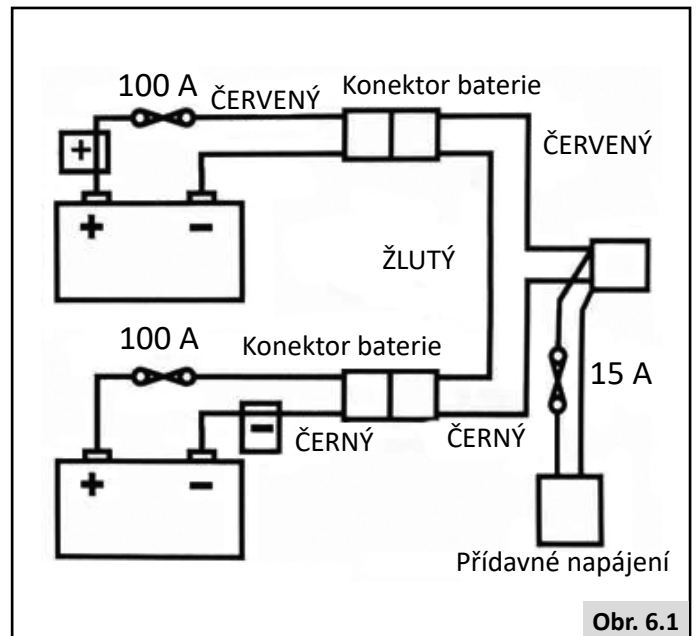 100 A
Konektor baterie
ČERVENÝ
ČERVENÝ
+
+ -
ŽLUTÝ
100 A
Konektor baterie
15 A
-
ČERNÝ
ČERNÝ
+ -
Přídavné napájení
Obr. 6.1